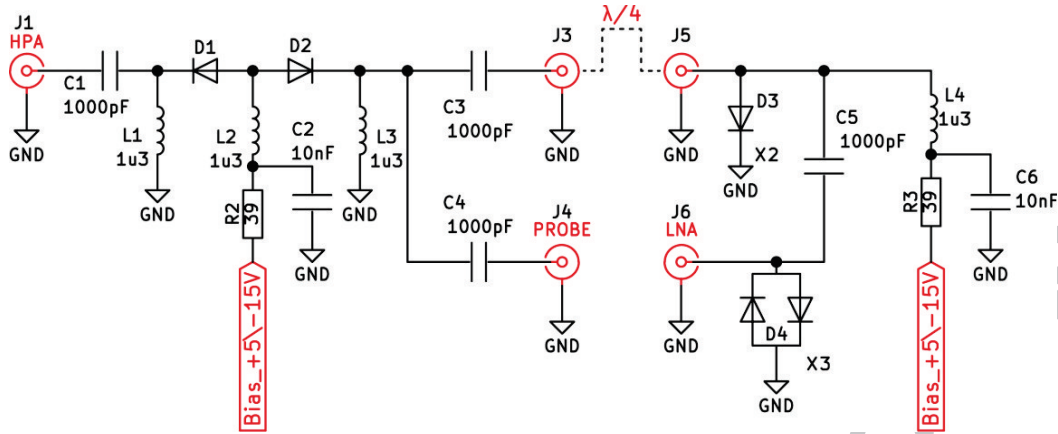 J1
HPA
C1
1000pF
GND
D1
L1
1u3
GND
D2
L2
1u3
R2
39
C2
10nF
GND
Bias_+5\-15V
L3
1u3
GND
C3
1000pF
C4
1000pF
J3
GND
J4
PROBE
GND
λ/4
J5
GND
J6
LNA
GND
D3
X2
GND
C5
1000pF
D4
X3
GND
L4
1u3
R3
39
C6
10nF
GND
Bias_+5\-15V